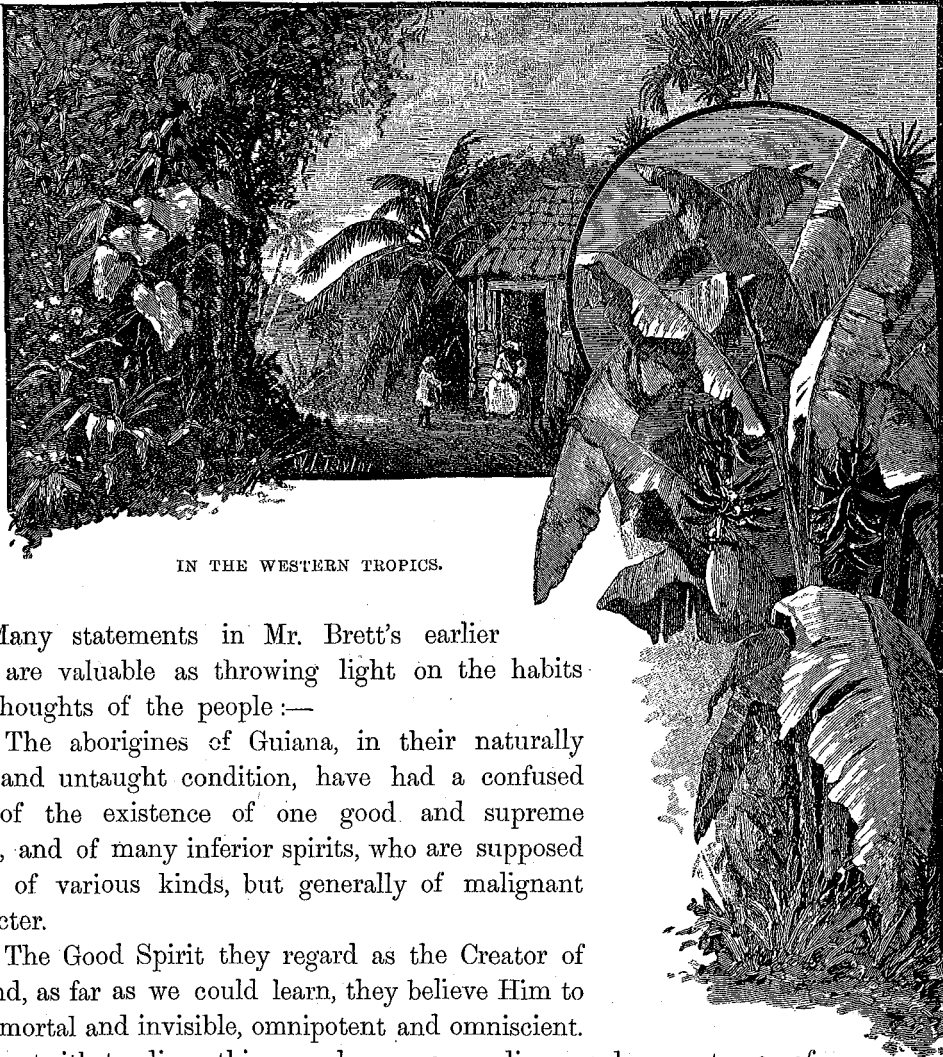 IN THE WESTERN TROPICS.
Many statements in Mr. Brett's earlier
are valuable as throwing light on the habits
houghts of the people :—
The aborigines of Guiana, in their naturally
and untaught condition, have had a confused
of the existence of one good and supreme
, and of many inferior spirits, who are supposed
of various kinds, but generally of malignant
cter.
The Good Spirit they regard as the Creator of
nd, as far as we could learn, they believe Him to
mortal and invisible, omnipotent and omniscient.